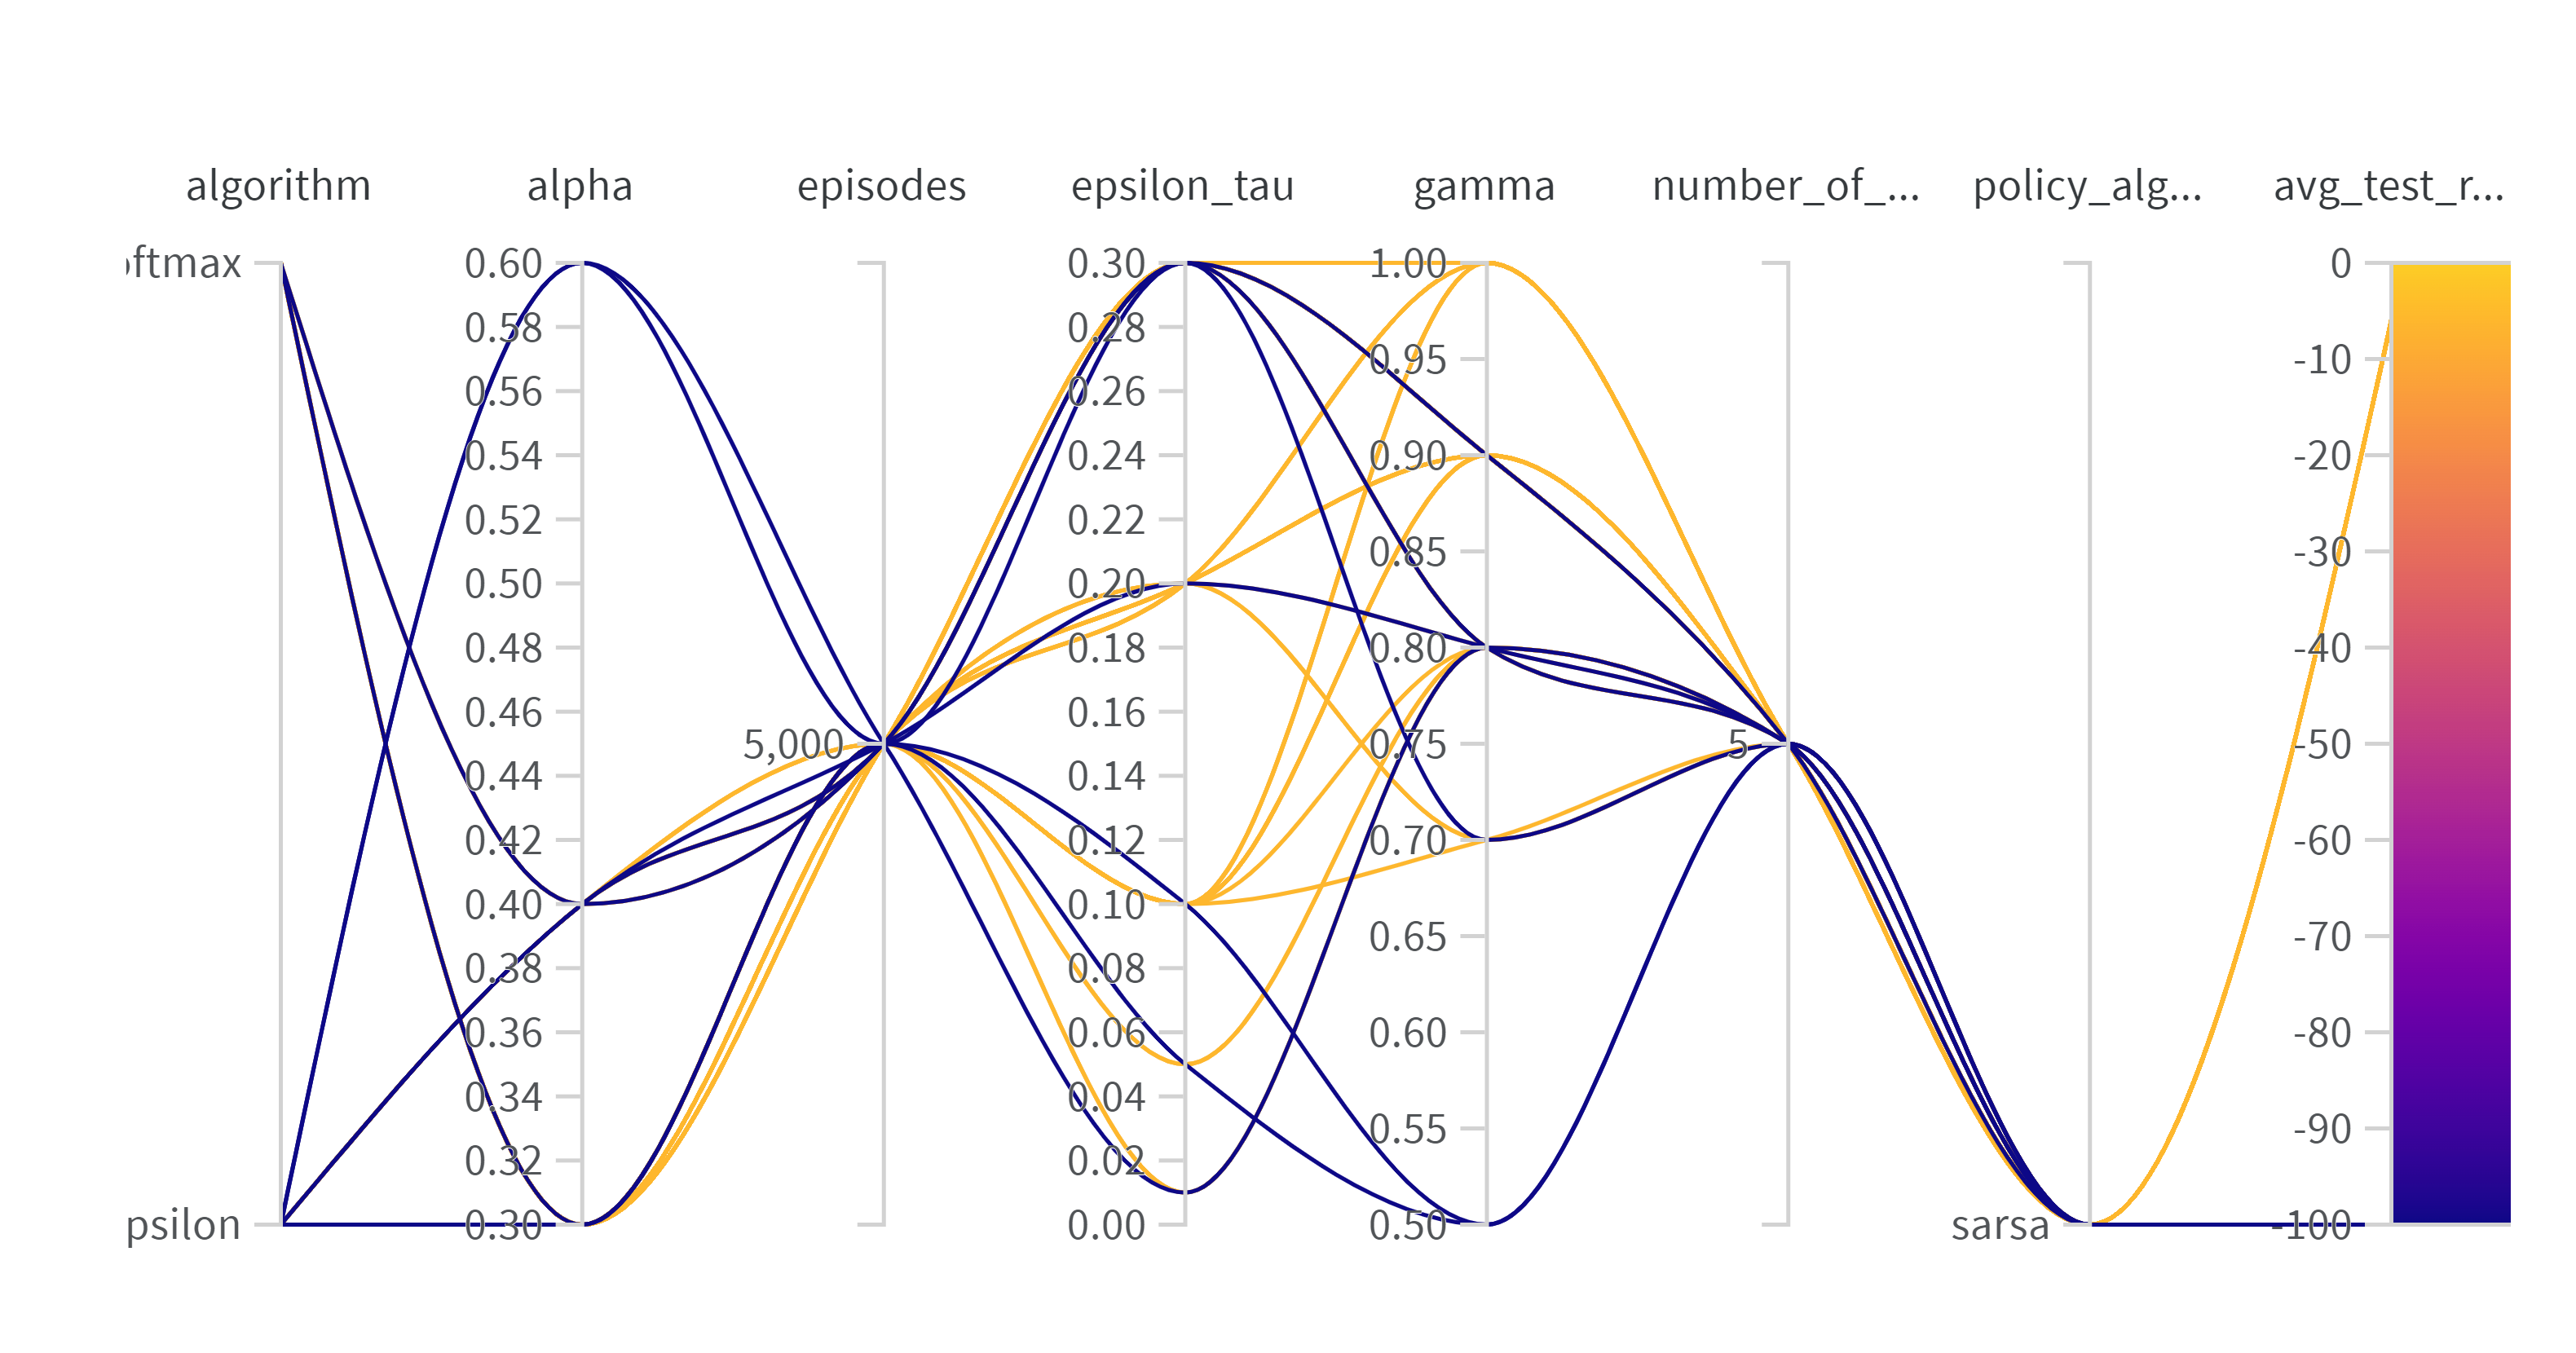 algorithm alpha episodes epsilon_tau gamma number_of_... policy_alg... avg_test_r...
oftmax 0.60 0.30 1.00 0
0.58 0.28 0.95 -10
0.56 0.26
0.54 0.24 0.90 -20
0.52 0.22 0.85 -30
0.50 0.20
0.48 0.18 0.80 -40
0.46 0.16
5,000 0.75 5 -50
0.44 0.14
0.42 0.12 0.70 -60
0.40 0.10 0.65 -70
0.38 0.08
0.36 0.06 0.60 -80
0.34 0.04 0.55 -90
0.32 0.02
psilon 0.30 0.00 0.50 sarsa -100